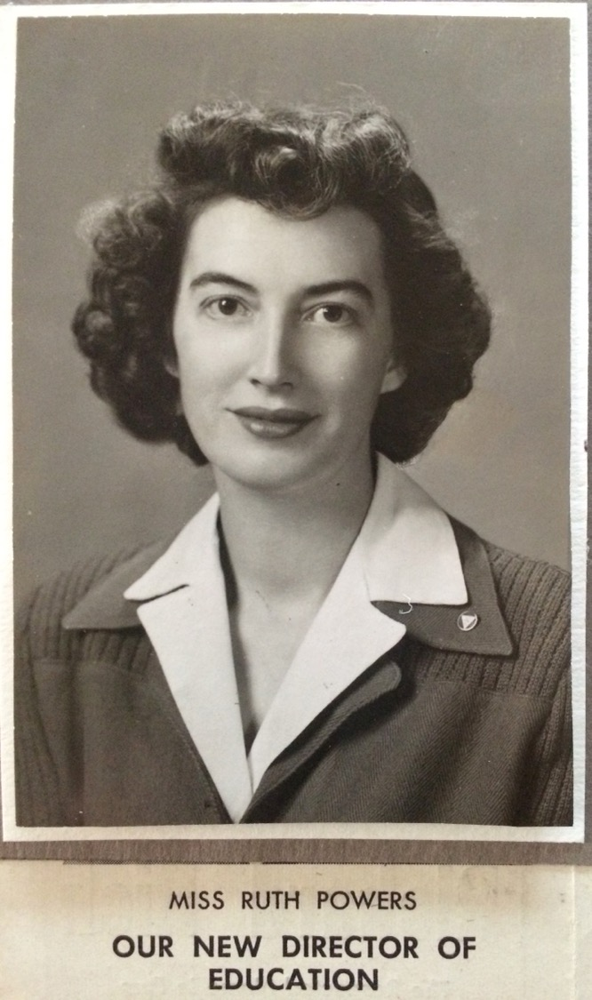 MISS RUTH POWERS
OUR NEW DIRECTOR OF
EDUCATION